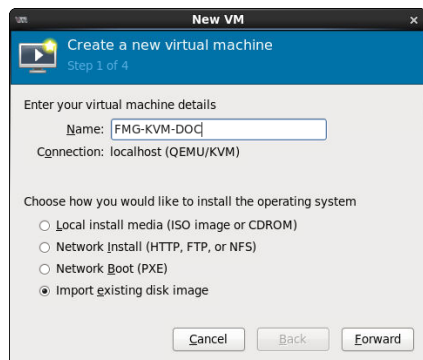 New VM
Create a new virtual machine
Step 1 of 4
Enter your virtual machine details
Name: FMG-KVM-DOC
Connection: localhost (QEMU/KVM)
Choose how you would like to install the operating system
Local install media (ISO image or CDROM)
Network Install (HTTP, FTP, or NFS)
Network Boot (PXE)
Import existing disk image
Cancel Back Forward